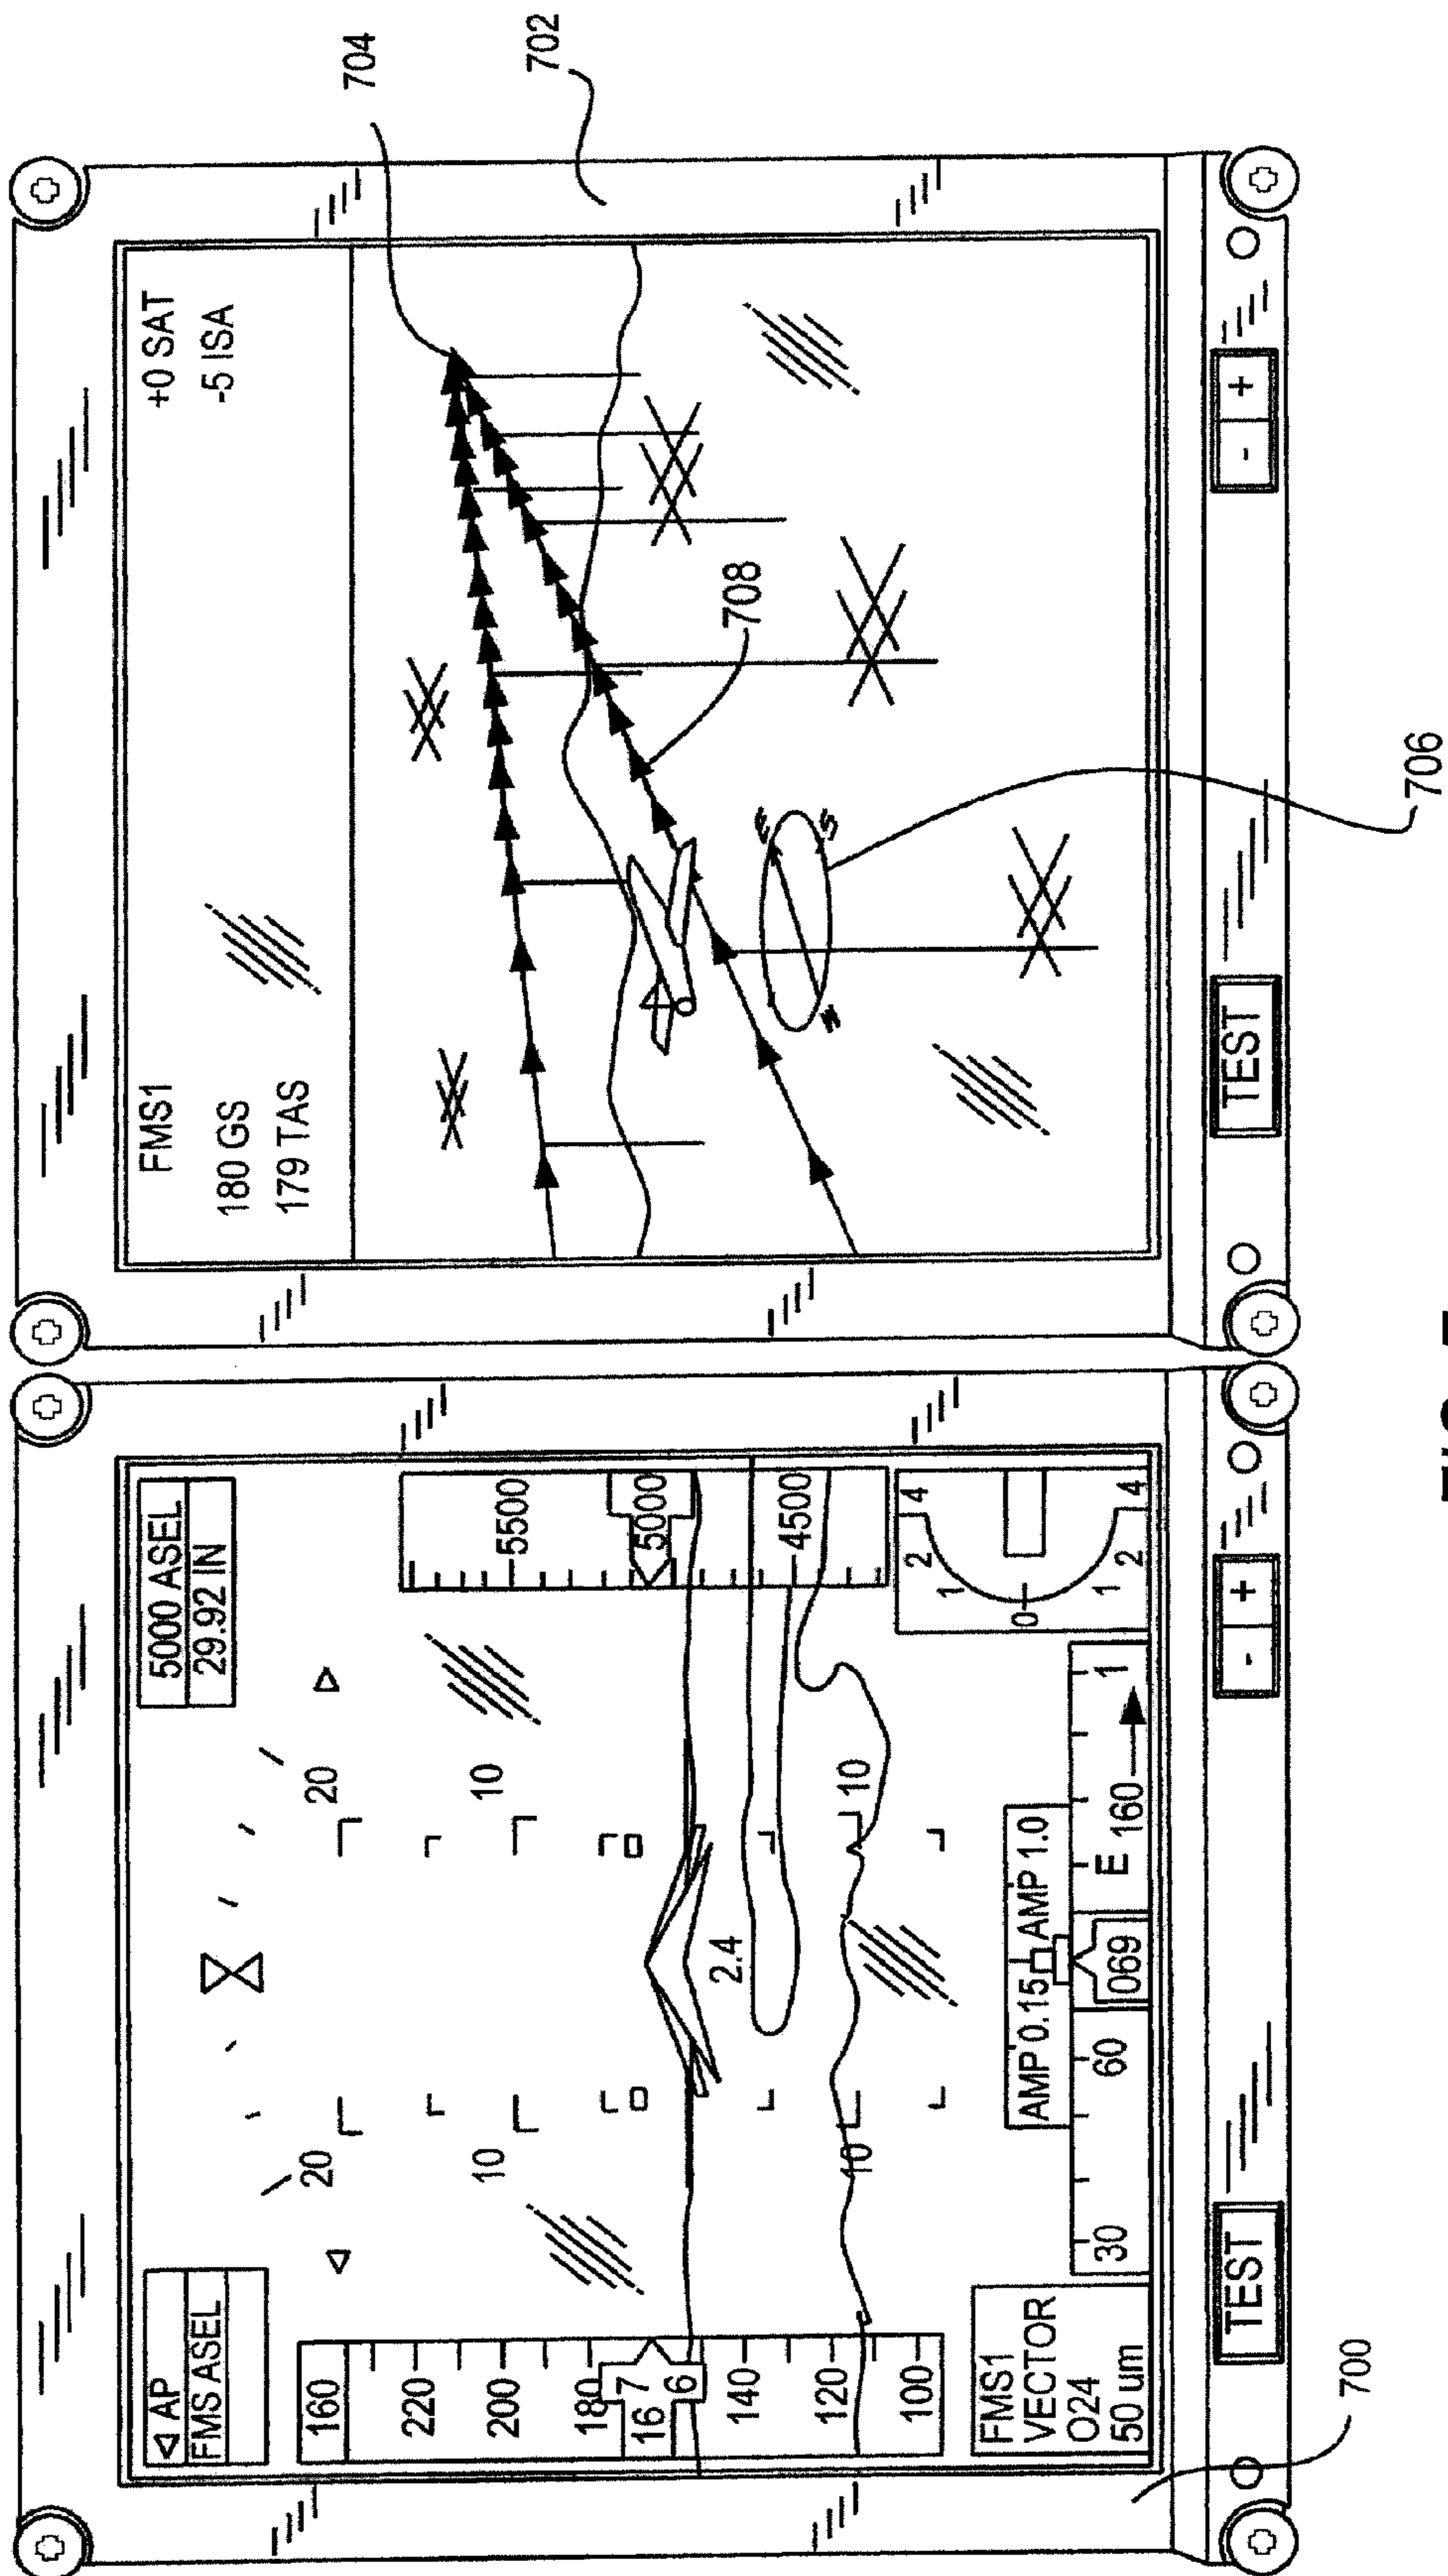 ◁ AP
FMS ASEL
5000 ASEL
29.92 IN
20
20
10
10
10
10
160
220
200
180
16
7
6
140
120
100
5500
5000
4500
2.4
4
2
1
0
1
2
4
AMP 0.15
AMP 1.0
FMS1
VECTOR
O24
50 um
30
60
069
E
160
1
TEST
- +
700
FMS1
180 GS
179 TAS
+0 SAT
-5 ISA
E
S
N
TEST
- +
702
704
706
708